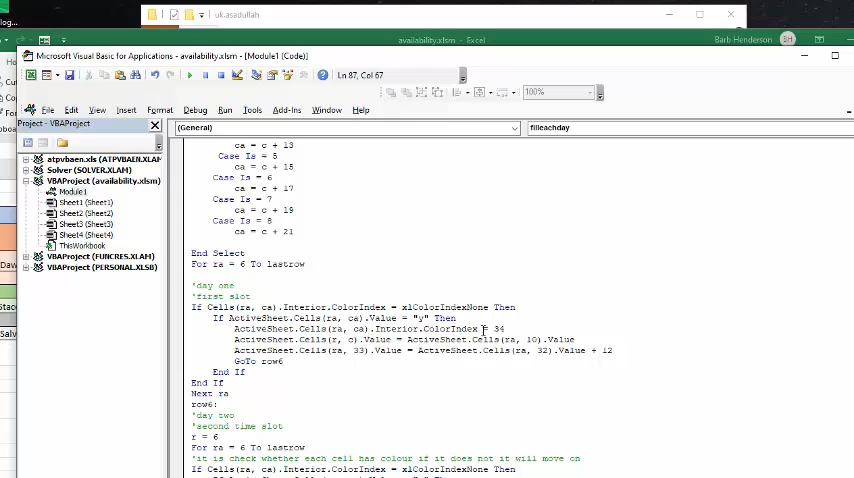 log...
uk.asadullah
availability.xlsm - Excel
Barb Henderson BH
Microsoft Visual Basic for Applications - availability.xlsm - [Module1 (Code)]
Ln 87, Col 67
100%
File Edit View Insert Format Debug Run Tools Add-Ins Window Help
Project - VBAProject
(General) filleachday
atpvbaen.xls (ATPVBAEN.XLAM)
Solver (SOLVER.XLAM)
VBAProject (availability.xlsm)
Module1
Sheet1 (Sheet1)
Sheet2 (Sheet2)
Sheet3 (Sheet3)
Sheet4 (Sheet4)
ThisWorkbook
VBAProject (FUNCRES.XLAM)
VBAProject (PERSONAL.XLSB)
ca = c + 13
Case Is = 5
ca = c + 15
Case Is = 6
ca = c + 17
Case Is = 7
ca = c + 19
Case Is = 8
ca = c + 21
End Select
For ra = 6 To lastrow
'day one
'first slot
If Cells(ra, ca).Interior.ColorIndex = xlColorIndexNone Then
If ActiveSheet.Cells(ra, ca).Value = "y" Then
ActiveSheet.Cells(ra, ca).Interior.ColorIndex = 34
ActiveSheet.Cells(r, c).Value = ActiveSheet.Cells(ra, 10).Value
ActiveSheet.Cells(ra, 33).Value = ActiveSheet.Cells(ra, 32).Value + 12
GoTo row6
End If
End If
Next ra
row6:
'day two
'second time slot
r = 6
For ra = 6 To lastrow
'it is check whether each cell has colour if it does not it will move on
If Cells(ra, ca).Interior.ColorIndex = xlColorIndexNone Then